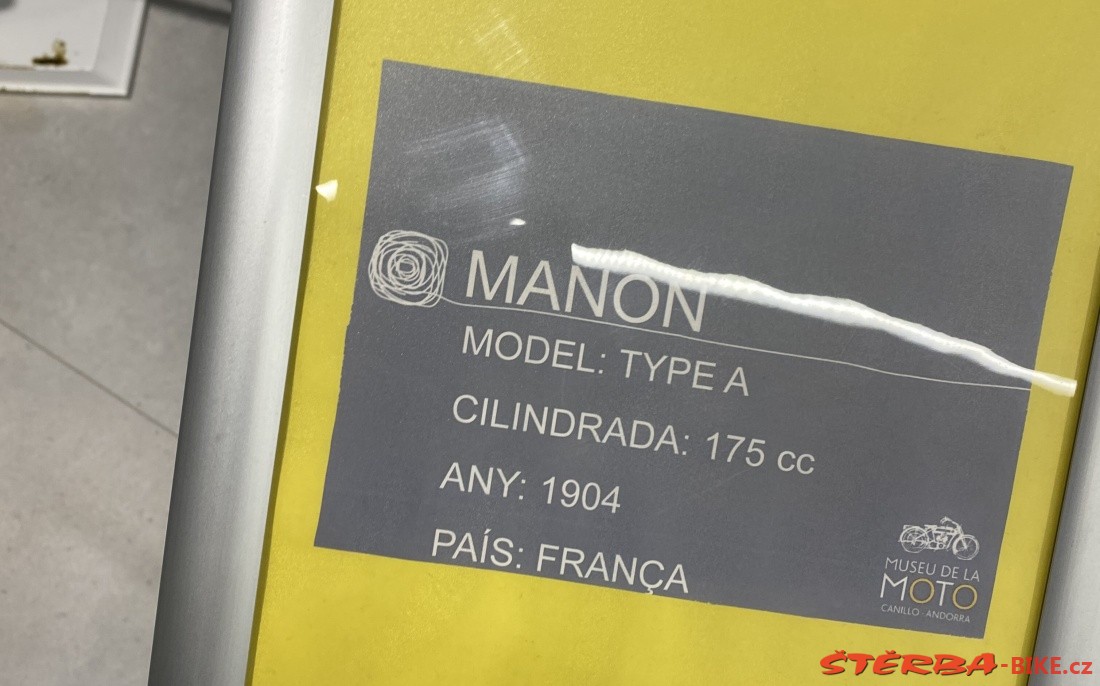 MANON
MODEL: TYPE A
CILINDRADA: 175 cc
ANY: 1904
PAÍS: FRANÇA
MUSEU DE LA
MOTO
CANILLO - ANDORRA
ŠTĚRBA-BIKE.cz